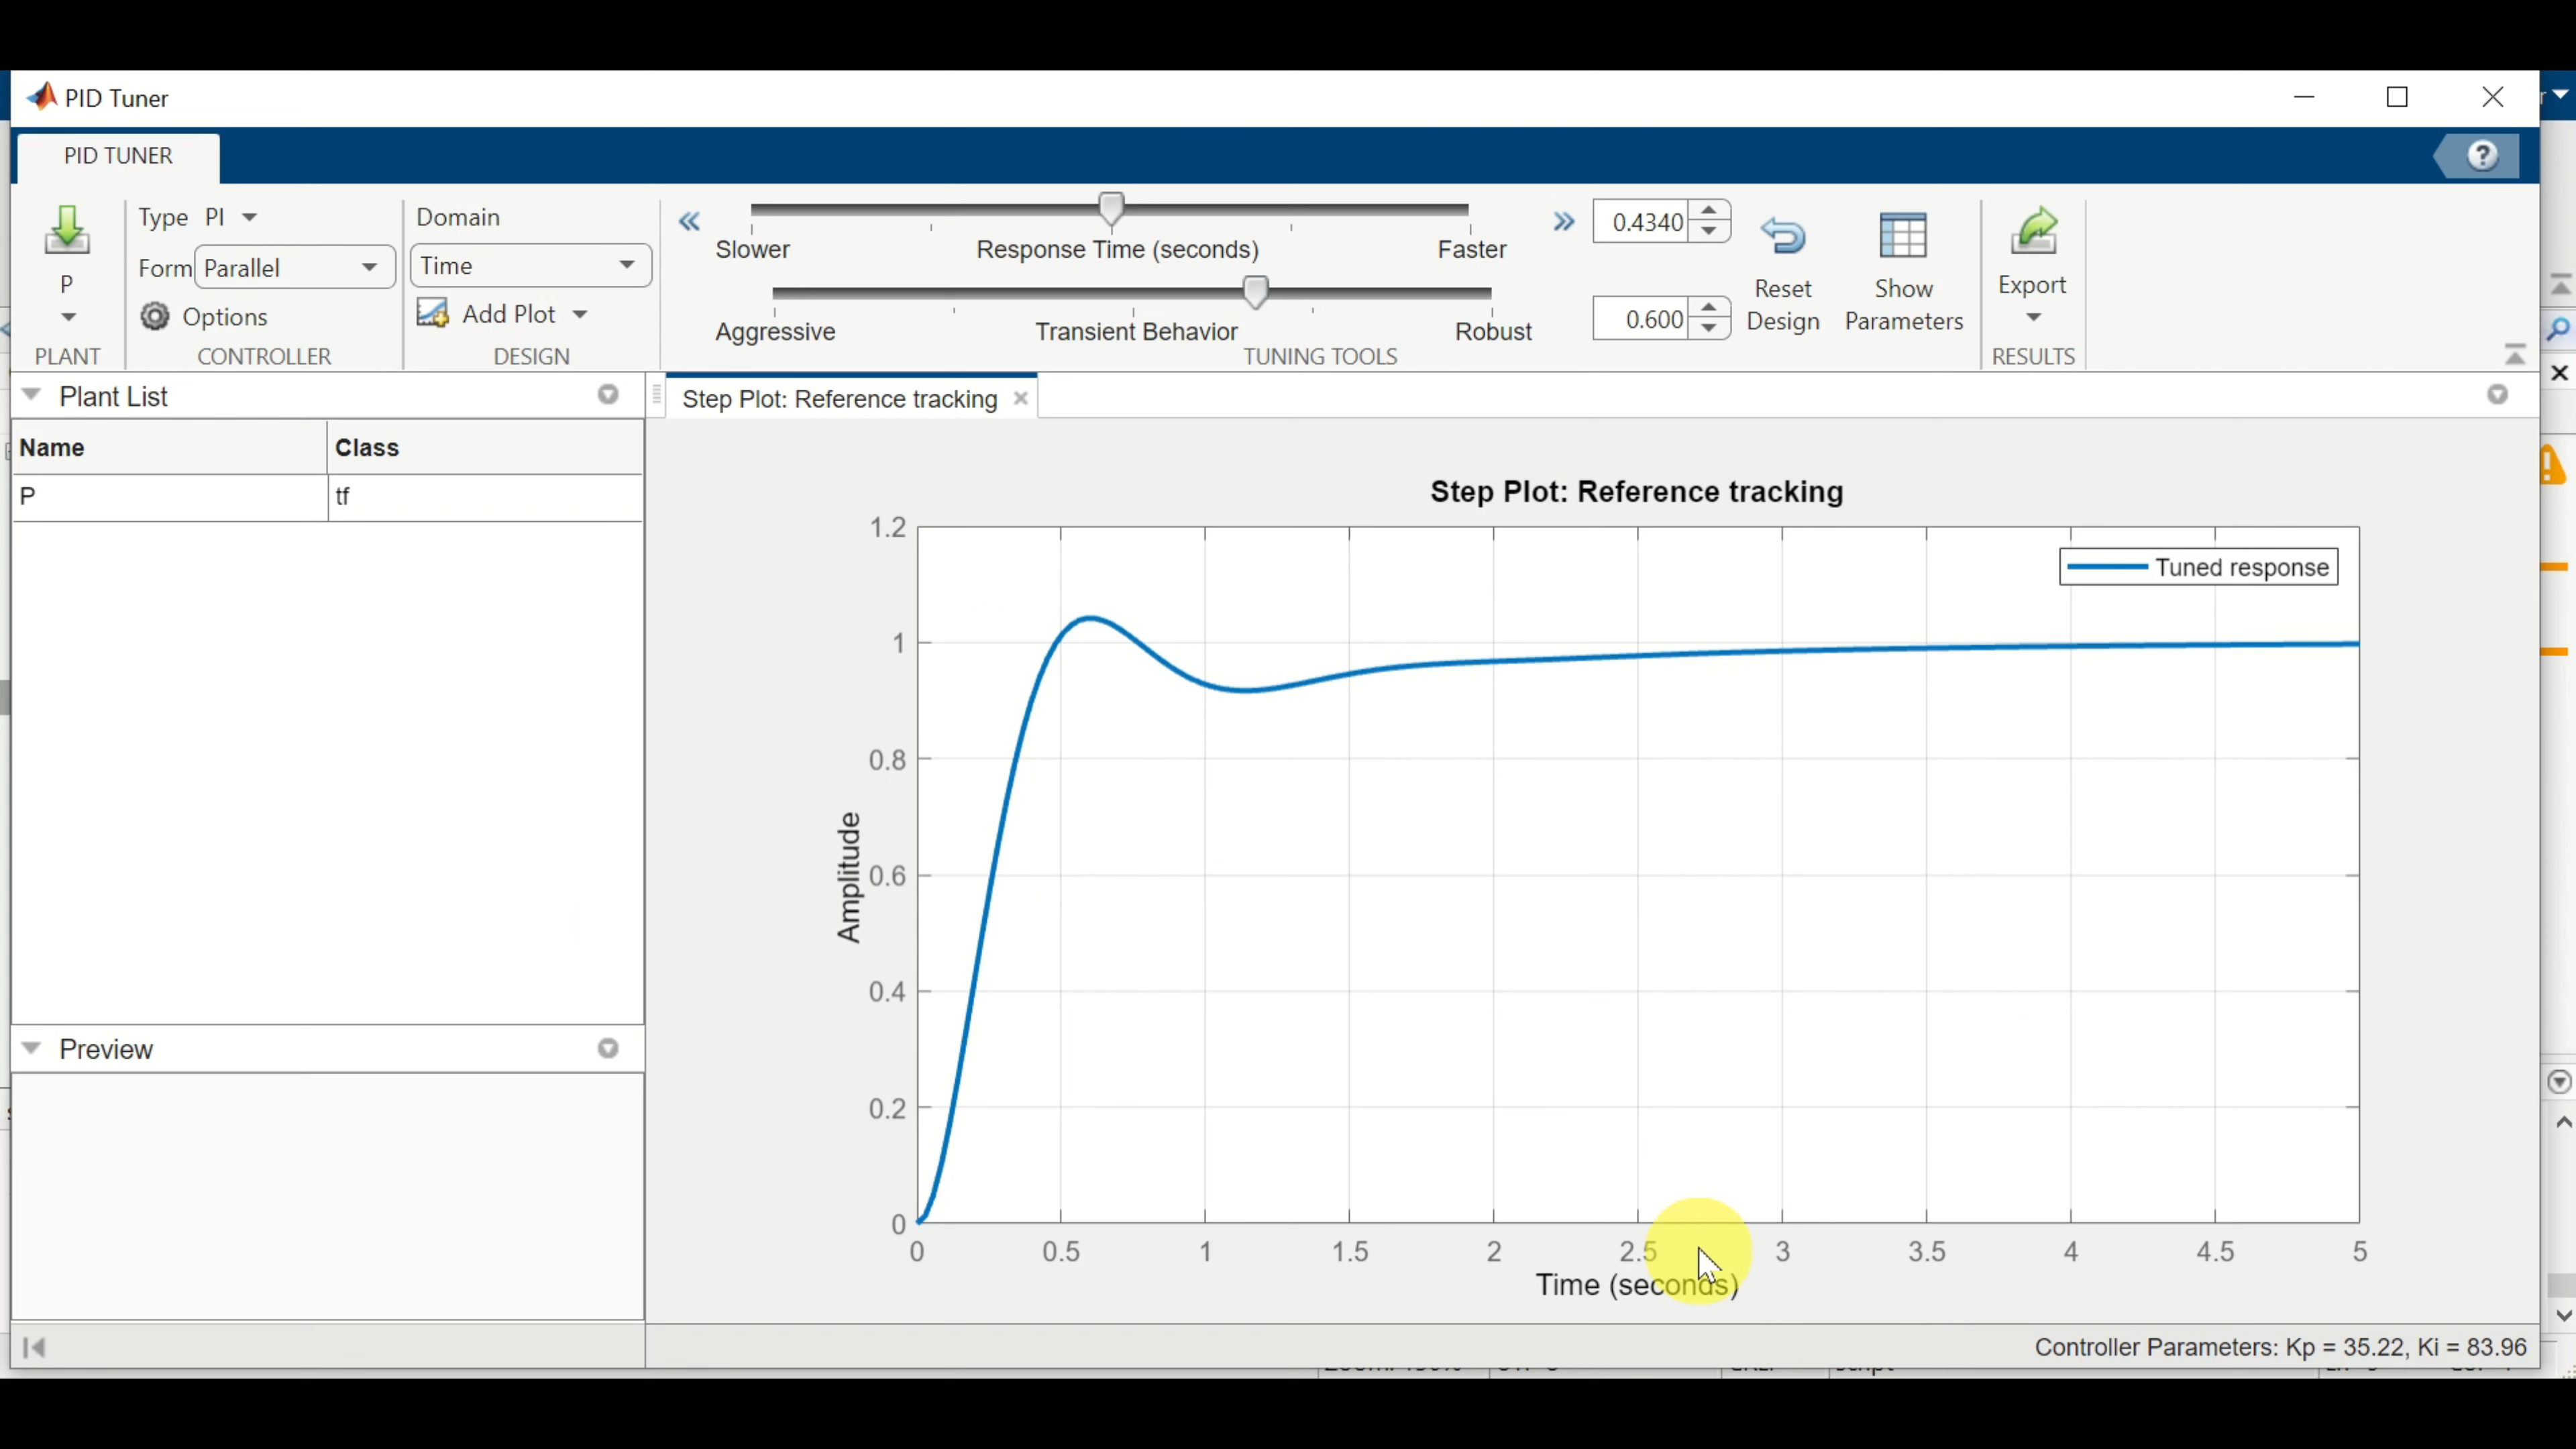 PID Tuner
PID TUNER
Type PI
Form Parallel
Options
P
PLANT
CONTROLLER
Domain
Time
Add Plot
DESIGN
Slower Response Time (seconds) Faster
0.4340
Aggressive Transient Behavior Robust
0.600
TUNING TOOLS
Reset
Design
Show
Parameters
Export
RESULTS
Plant List
Name Class
P tf
Preview
Step Plot: Reference tracking
Step Plot: Reference tracking
Tuned response
Amplitude
1.2
1
0.8
0.6
0.4
0.2
0
0 0.5 1 1.5 2 2.5 3 3.5 4 4.5 5
Time (seconds)
Controller Parameters: Kp = 35.22, Ki = 83.96